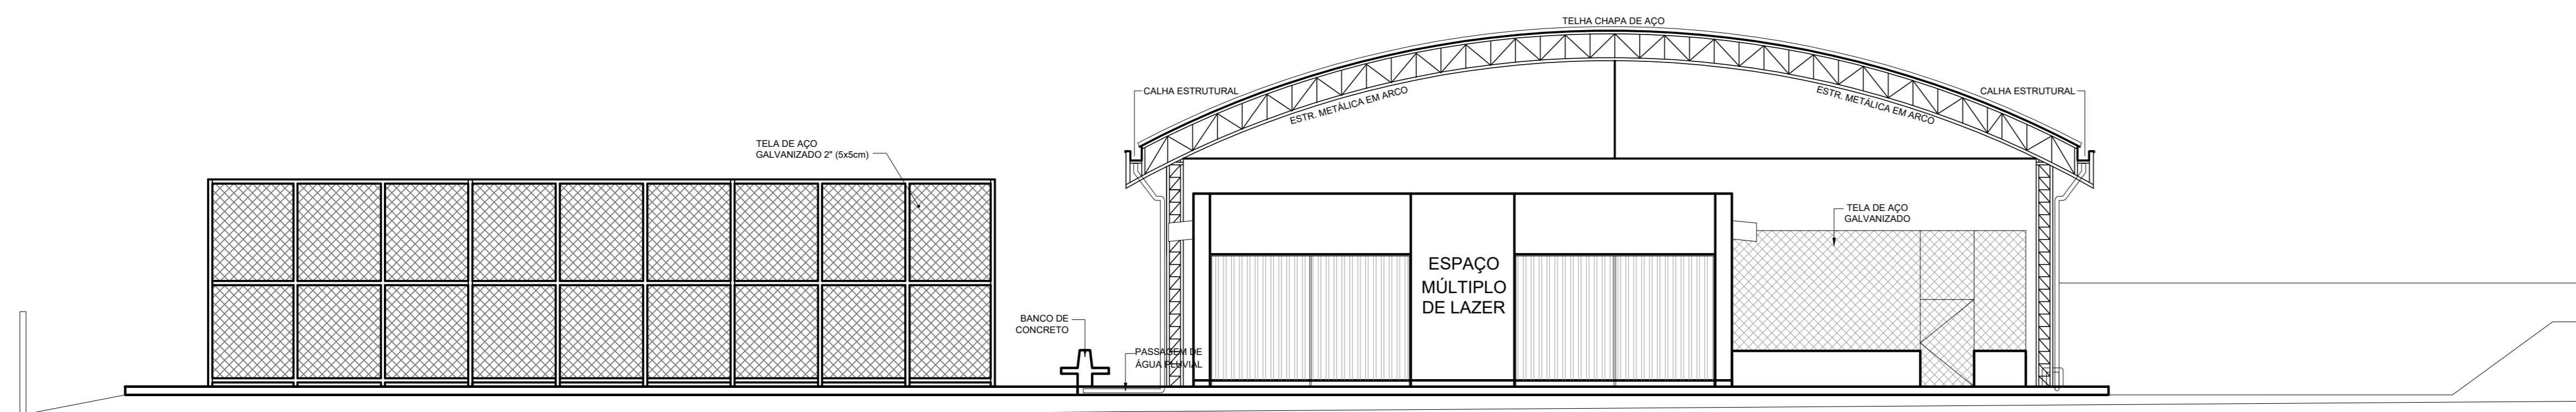 TELHA CHAPA DE AÇO
CALHA ESTRUTURAL
ESTR. METÁLICA EM ARCO
ESTR. METÁLICA EM ARCO
CALHA ESTRUTURAL
TELA DE AÇO
GALVANIZADO 2" (5x5cm)
TELA DE AÇO
GALVANIZADO
ESPAÇO
MÚLTIPLO
DE LAZER
BANCO DE
CONCRETO
PASSAGEM DE
ÁGUA PLUVIAL